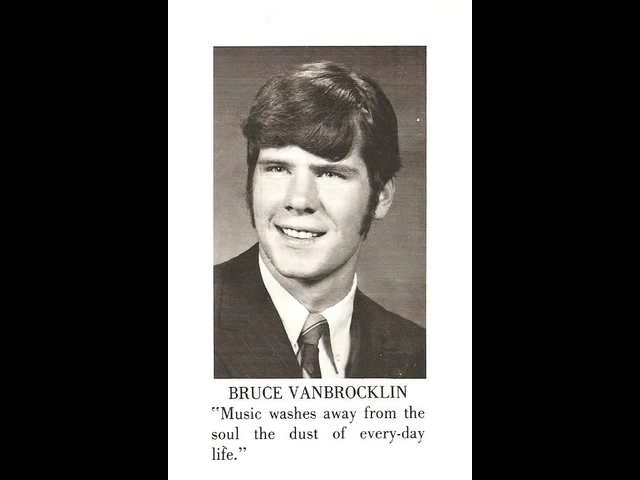 BRUCE VANBROCKLIN
"Music washes away from the
soul the dust of every-day
life."